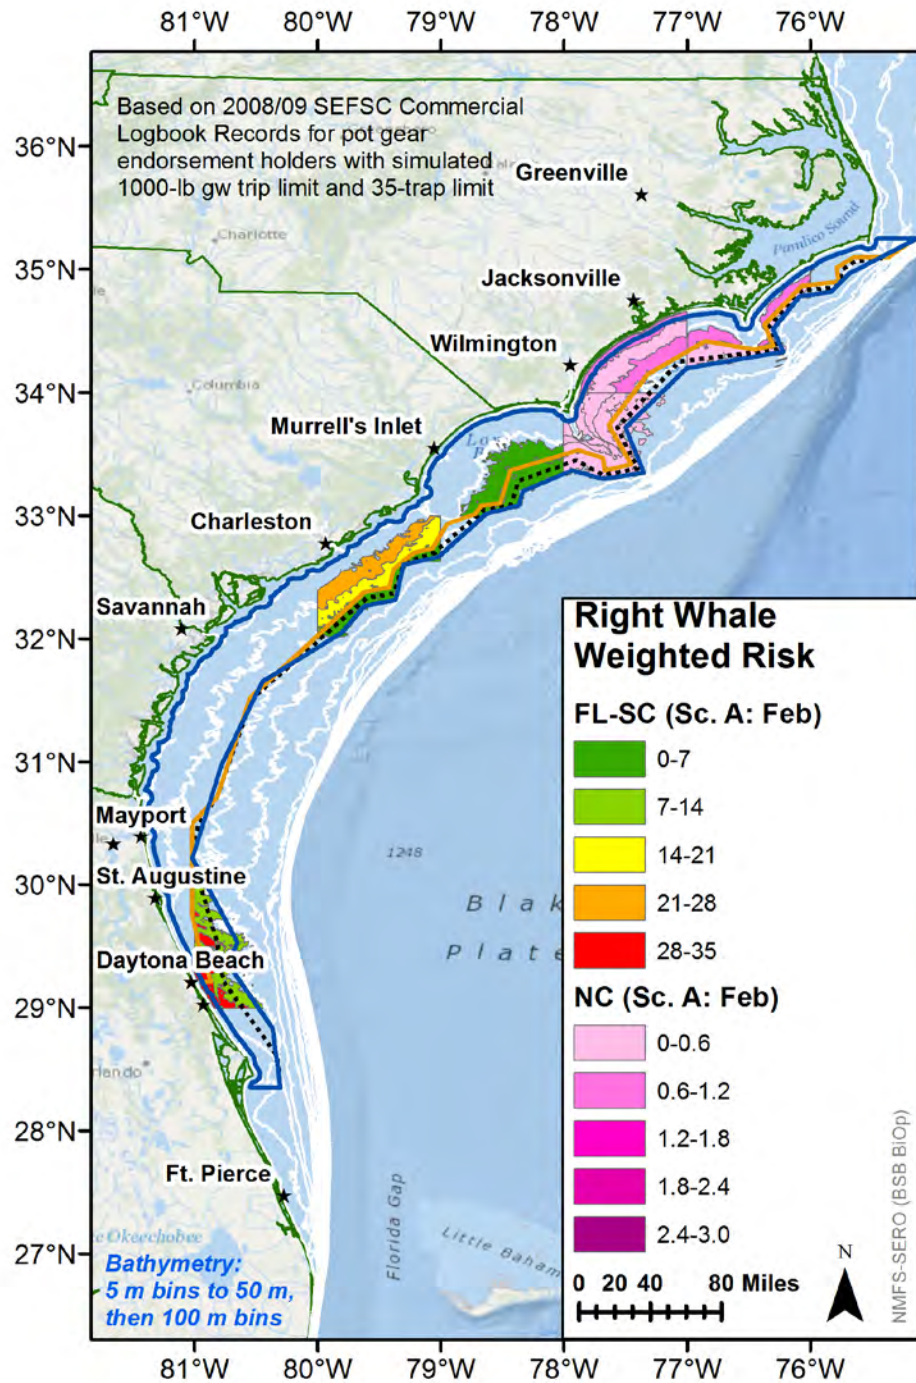 81°W 80°W 79°W 78°W 77°W 76°W
Based on 2008/09 SEFSC Commercial
Logbook Records for pot gear
endorsement holders with simulated
1000-lb gw trip limit and 35-trap limit
36°N
Greenville
Charlotte
Pamlico Sound
35°N
Jacksonville
Wilmington
34°N
Columbia
Murrell's Inlet
33°N
Charleston
Savannah
32°N
Right Whale
Weighted Risk
FL-SC (Sc. A: Feb)
0-7
31°N
7-14
Mayport
14-21
1248
30°N
St. Augustine
21-28
Blak
Plate
28-35
Daytona Beach
29°N
NC (Sc. A: Feb)
0-0.6
rlando
0.6-1.2
28°N
1.2-1.8
Ft. Pierce
1.8-2.4
Florida Gap
Little Baham
2.4-3.0
27°N
e Okeechobee
Bathymetry:
5 m bins to 50 m,
then 100 m bins
0 20 40 80 Miles
N
NMFS-SERO (BSB BiOp)
81°W 80°W 79°W 78°W 77°W 76°W